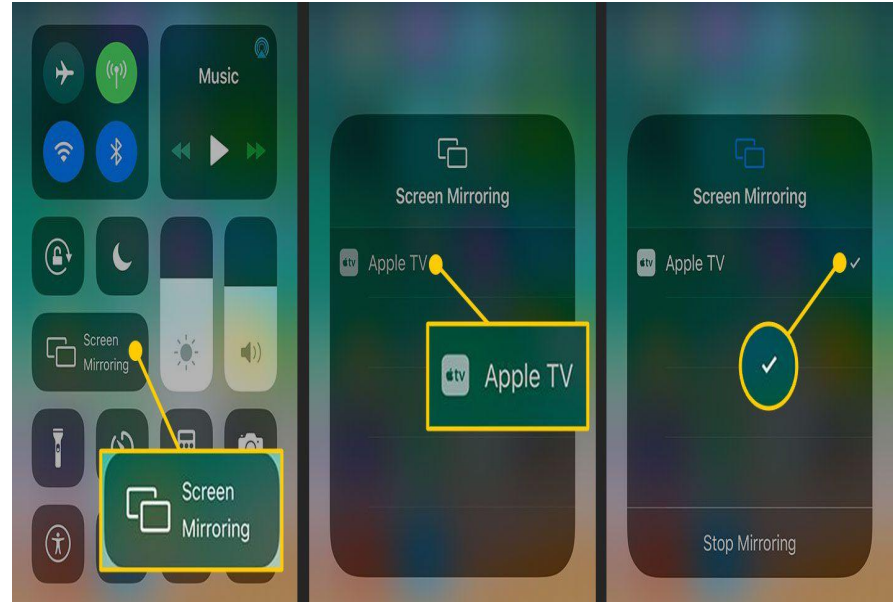 Music
Screen
Mirroring
Screen
Mirroring
Screen Mirroring
tv Apple TV
tv Apple TV
Screen Mirroring
tv Apple TV
Stop Mirroring